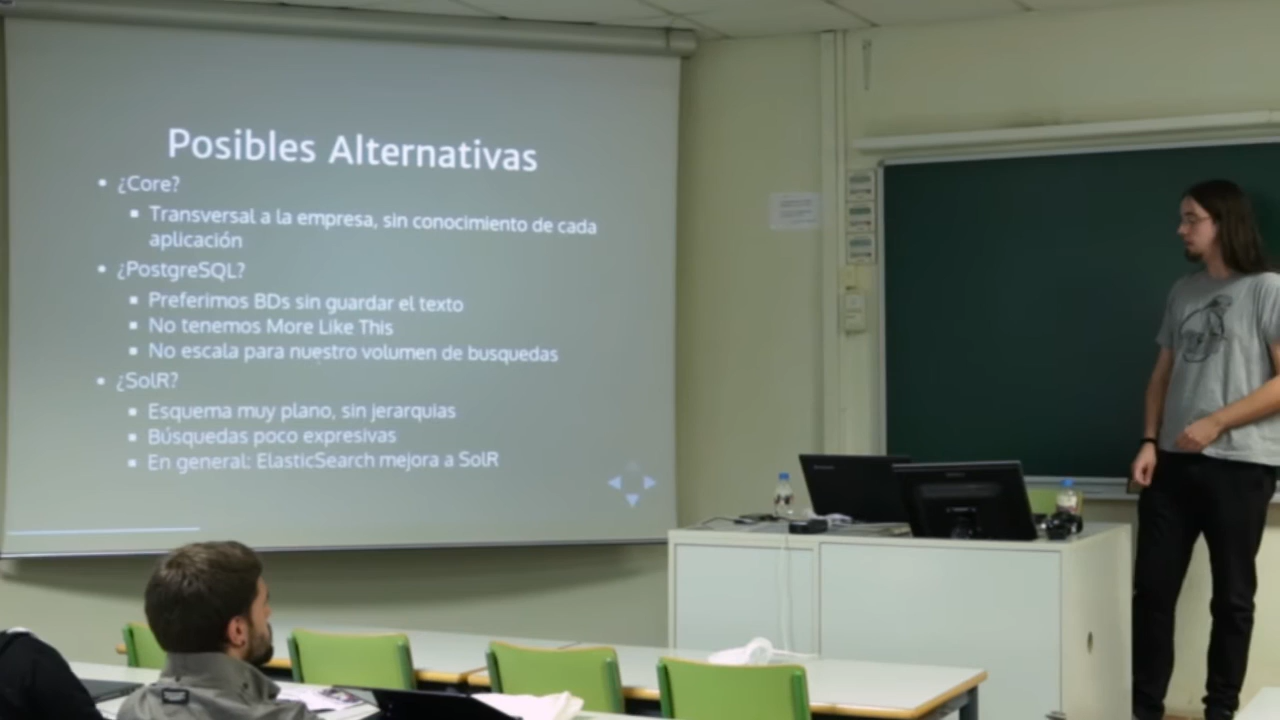 Posibles Alternativas
¿Core?
Transversal a la empresa, sin conocimiento de cada
aplicación
¿PostgreSQL?
Preferimos BDs sin guardar el texto
No tenemos More Like This
No escala para nuestro volumen de busquedas
¿SolR?
Esquema muy plano, sin jerarquias
Búsquedas poco expresivas
En general: ElasticSearch mejora a SolR